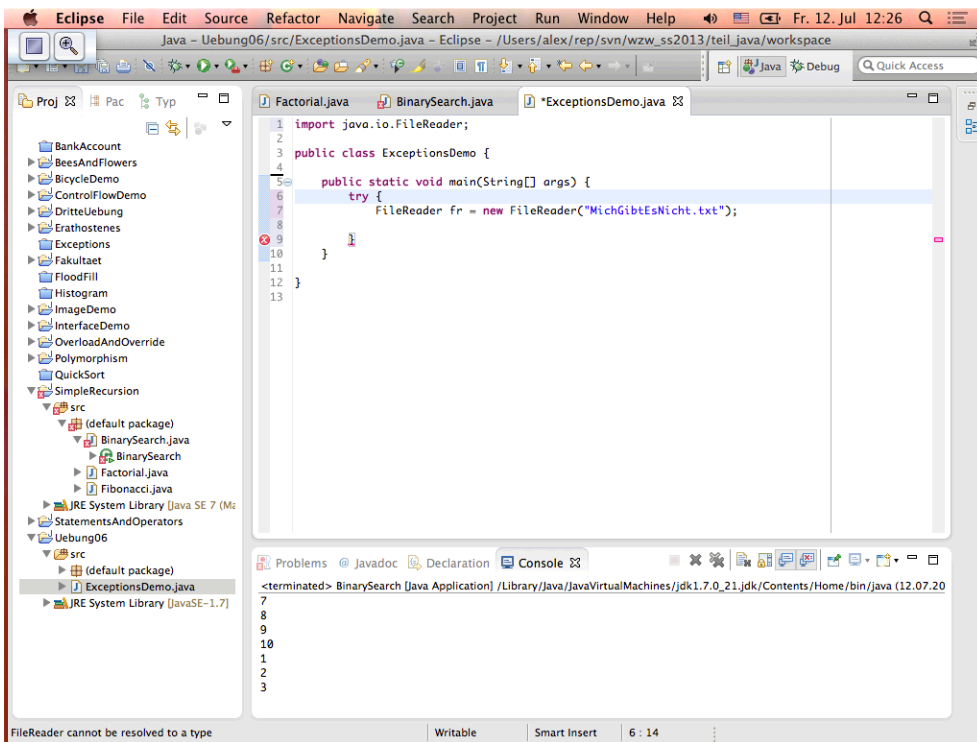 Eclipse File Edit Source Refactor Navigate Search Project Run Window Help Fr. 12. Jul 12:26
Java – Uebung06/src/ExceptionsDemo.java – Eclipse – /Users/alex/rep/svn/wzw_ss2013/teil_java/workspace
Java Debug Quick Access
Proj Pac Typ
BankAccount
BeesAndFlowers
BicycleDemo
ControlFlowDemo
DritteUebung
Erathostenes
Exceptions
Fakultaet
FloodFill
Histogram
ImageDemo
InterfaceDemo
OverloadAndOverride
Polymorphism
QuickSort
SimpleRecursion
src
(default package)
BinarySearch.java
BinarySearch
Factorial.java
Fibonacci.java
JRE System Library [Java SE 7 (Ma
StatementsAndOperators
Uebung06
src
(default package)
ExceptionsDemo.java
JRE System Library [JavaSE-1.7]
Factorial.java BinarySearch.java *ExceptionsDemo.java
1 import java.io.FileReader;
2
3 public class ExceptionsDemo {
4
5 public static void main(String[] args) {
6 try {
7 FileReader fr = new FileReader("MichGibtEsNicht.txt");
8
9 }
10 }
11
12 }
13
Problems @ Javadoc Declaration Console
<terminated> BinarySearch [Java Application] /Library/Java/JavaVirtualMachines/jdk1.7.0_21.jdk/Contents/Home/bin/java (12.07.20
7
8
9
10
1
2
3
FileReader cannot be resolved to a type Writable Smart Insert 6 : 14